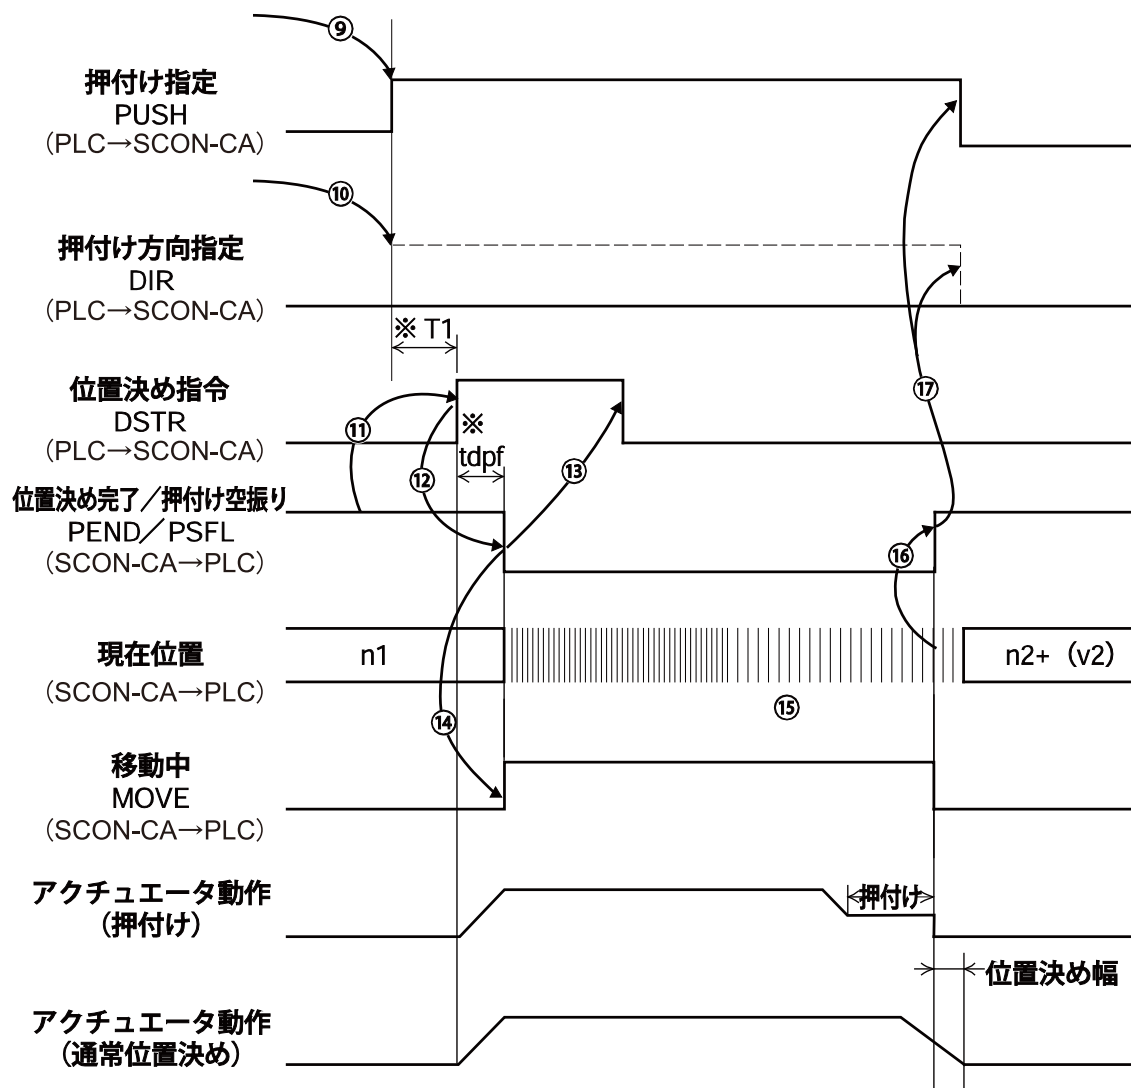 ⑨
押付け指定
PUSH
(PLC→SCON-CA)
⑩
押付け方向指定
DIR
(PLC→SCON-CA)
※ T1
位置決め指令
DSTR
(PLC→SCON-CA)
※
tdpf
⑪
⑫
⑬
⑰
位置決め完了／押付け空振り
PEND／PSFL
(SCON-CA→PLC)
⑯
現在位置
(SCON-CA→PLC)
n1
n2+（v2）
⑭
⑮
移動中
MOVE
(SCON-CA→PLC)
アクチュエータ動作
(押付け)
押付け
位置決め幅
アクチュエータ動作
(通常位置決め)